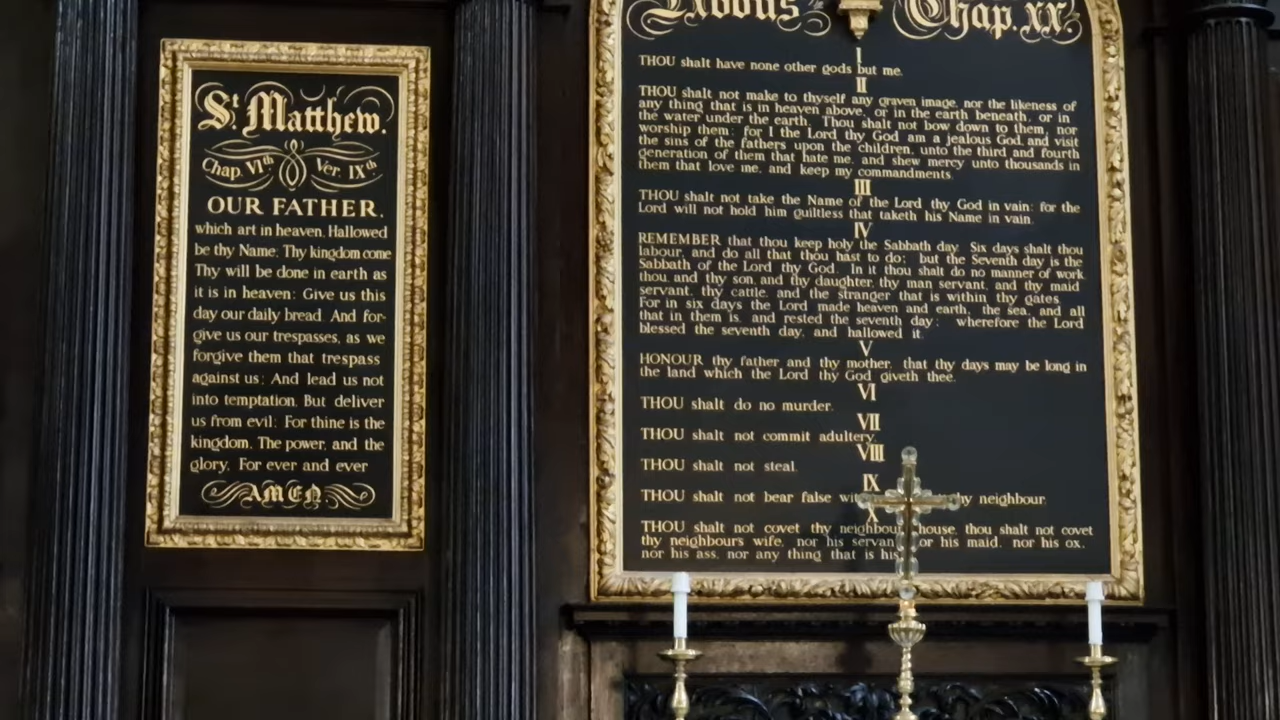 St. Matthew.
Chap. VIth Ver. IXth
OUR FATHER.
which art in heaven, Hallowed
be thy Name; Thy kingdom come
Thy will be done in earth as
it is in heaven: Give us this
day our daily bread. And for-
give us our trespasses, as we
forgive them that trespass
against us; And lead us not
into temptation. But deliver
us from evil: For thine is the
kingdom, The power, and the
glory, For ever and ever
AMEN
Exodus Chap. XX.
I
THOU shalt have none other gods but me.
II
THOU shalt not make to thyself any graven image, nor the likeness of
any thing that is in heaven above, or in the earth beneath, or in
the water under the earth. Thou shalt not bow down to them, nor
worship them: for I the Lord thy God am a jealous God, and visit
the sins of the fathers upon the children, unto the third and fourth
generation of them that hate me, and shew mercy unto thousands in
them that love me, and keep my commandments.
III
THOU shalt not take the Name of the Lord thy God in vain: for the
Lord will not hold him guiltless that taketh his Name in vain.
IV
REMEMBER that thou keep holy the Sabbath day. Six days shalt thou
labour, and do all that thou hast to do; but the Seventh day is the
Sabbath of the Lord thy God. In it thou shalt do no manner of work,
thou, and thy son, and thy daughter, thy man servant, and thy maid
servant, thy cattle, and the stranger that is within thy gates.
For in six days the Lord made heaven and earth, the sea, and all
that in them is, and rested the seventh day: wherefore the Lord
blessed the seventh day, and hallowed it.
V
HONOUR thy father and thy mother, that thy days may be long in
the land which the Lord thy God giveth thee.
VI
THOU shalt do no murder.
VII
THOU shalt not commit adultery.
VIII
THOU shalt not steal.
IX
THOU shalt not bear false thy neighbour.
X
THOU shalt not covet thy neighbour house, thou shalt not covet
thy neighbours wife, nor his servan or his maid, nor his ox,
nor his ass, nor any thing that is his